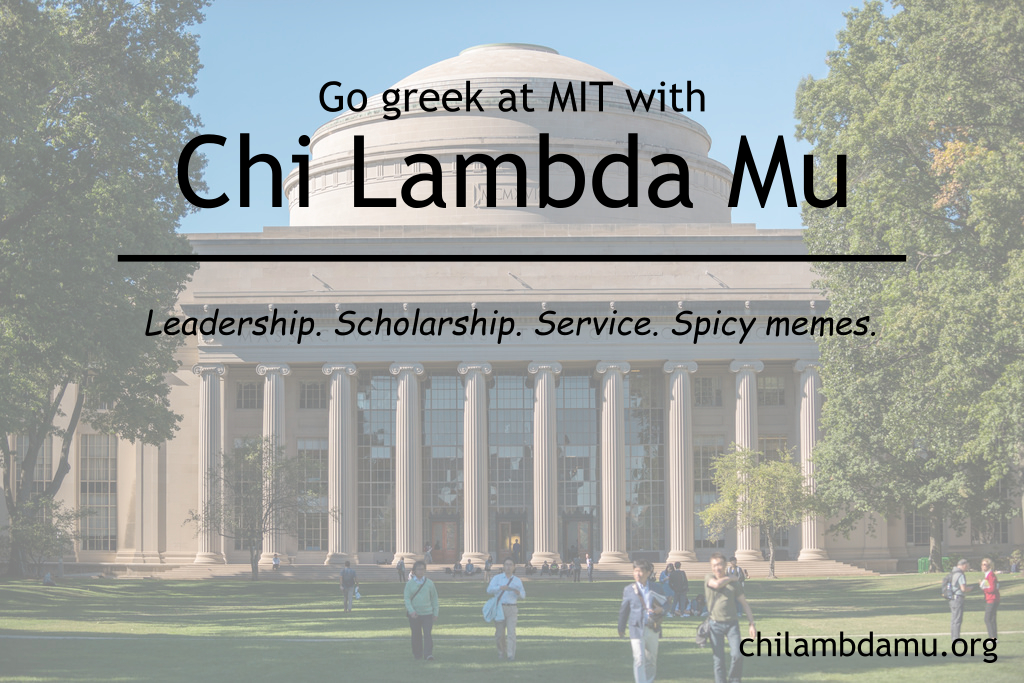 Go greek at MIT with
Chi Lambda Mu
Leadership. Scholarship. Service. Spicy memes.
chilambdamu.org